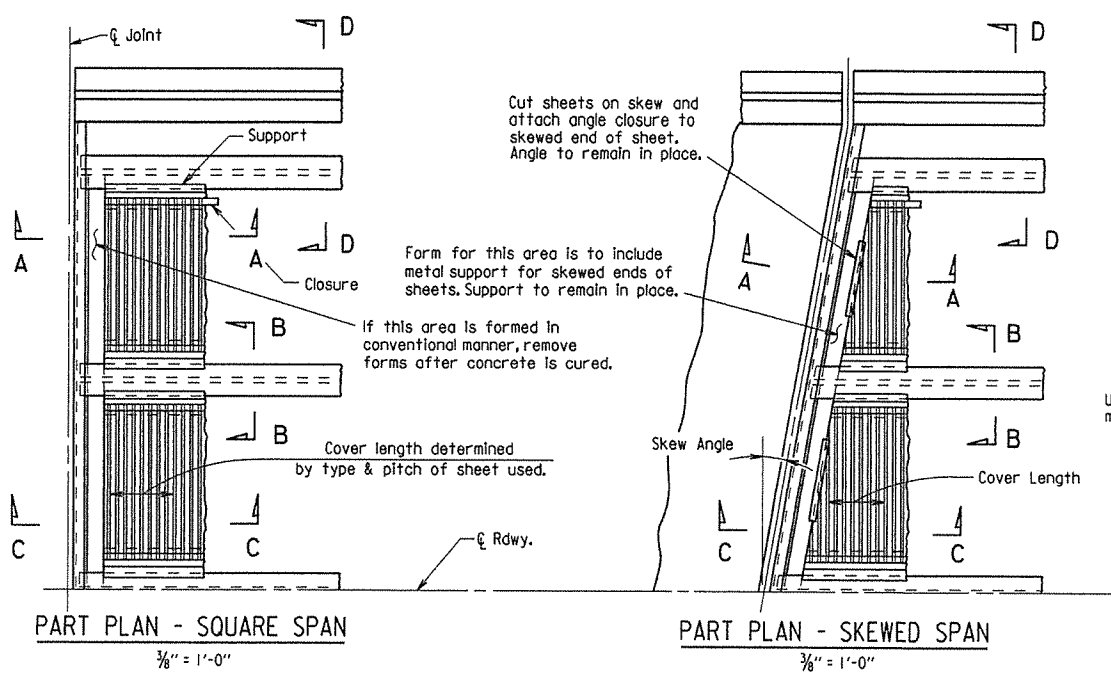 ℄ Joint
D
Support
A
A
D
Closure
B
If this area is formed in
conventional manner, remove
forms after concrete is cured.
B
Cover length determined
by type & pitch of sheet used.
C
C
℄ Rdwy.
PART PLAN - SQUARE SPAN
3/8" = 1'-0"
D
Cut sheets on skew and
attach angle closure to
skewed end of sheet.
Angle to remain in place.
D
Form for this area is to include
metal support for skewed ends of
sheets. Support to remain in place.
A
A
B
B
Skew Angle
Cover Length
C
C
PART PLAN - SKEWED SPAN
3/8" = 1'-0"